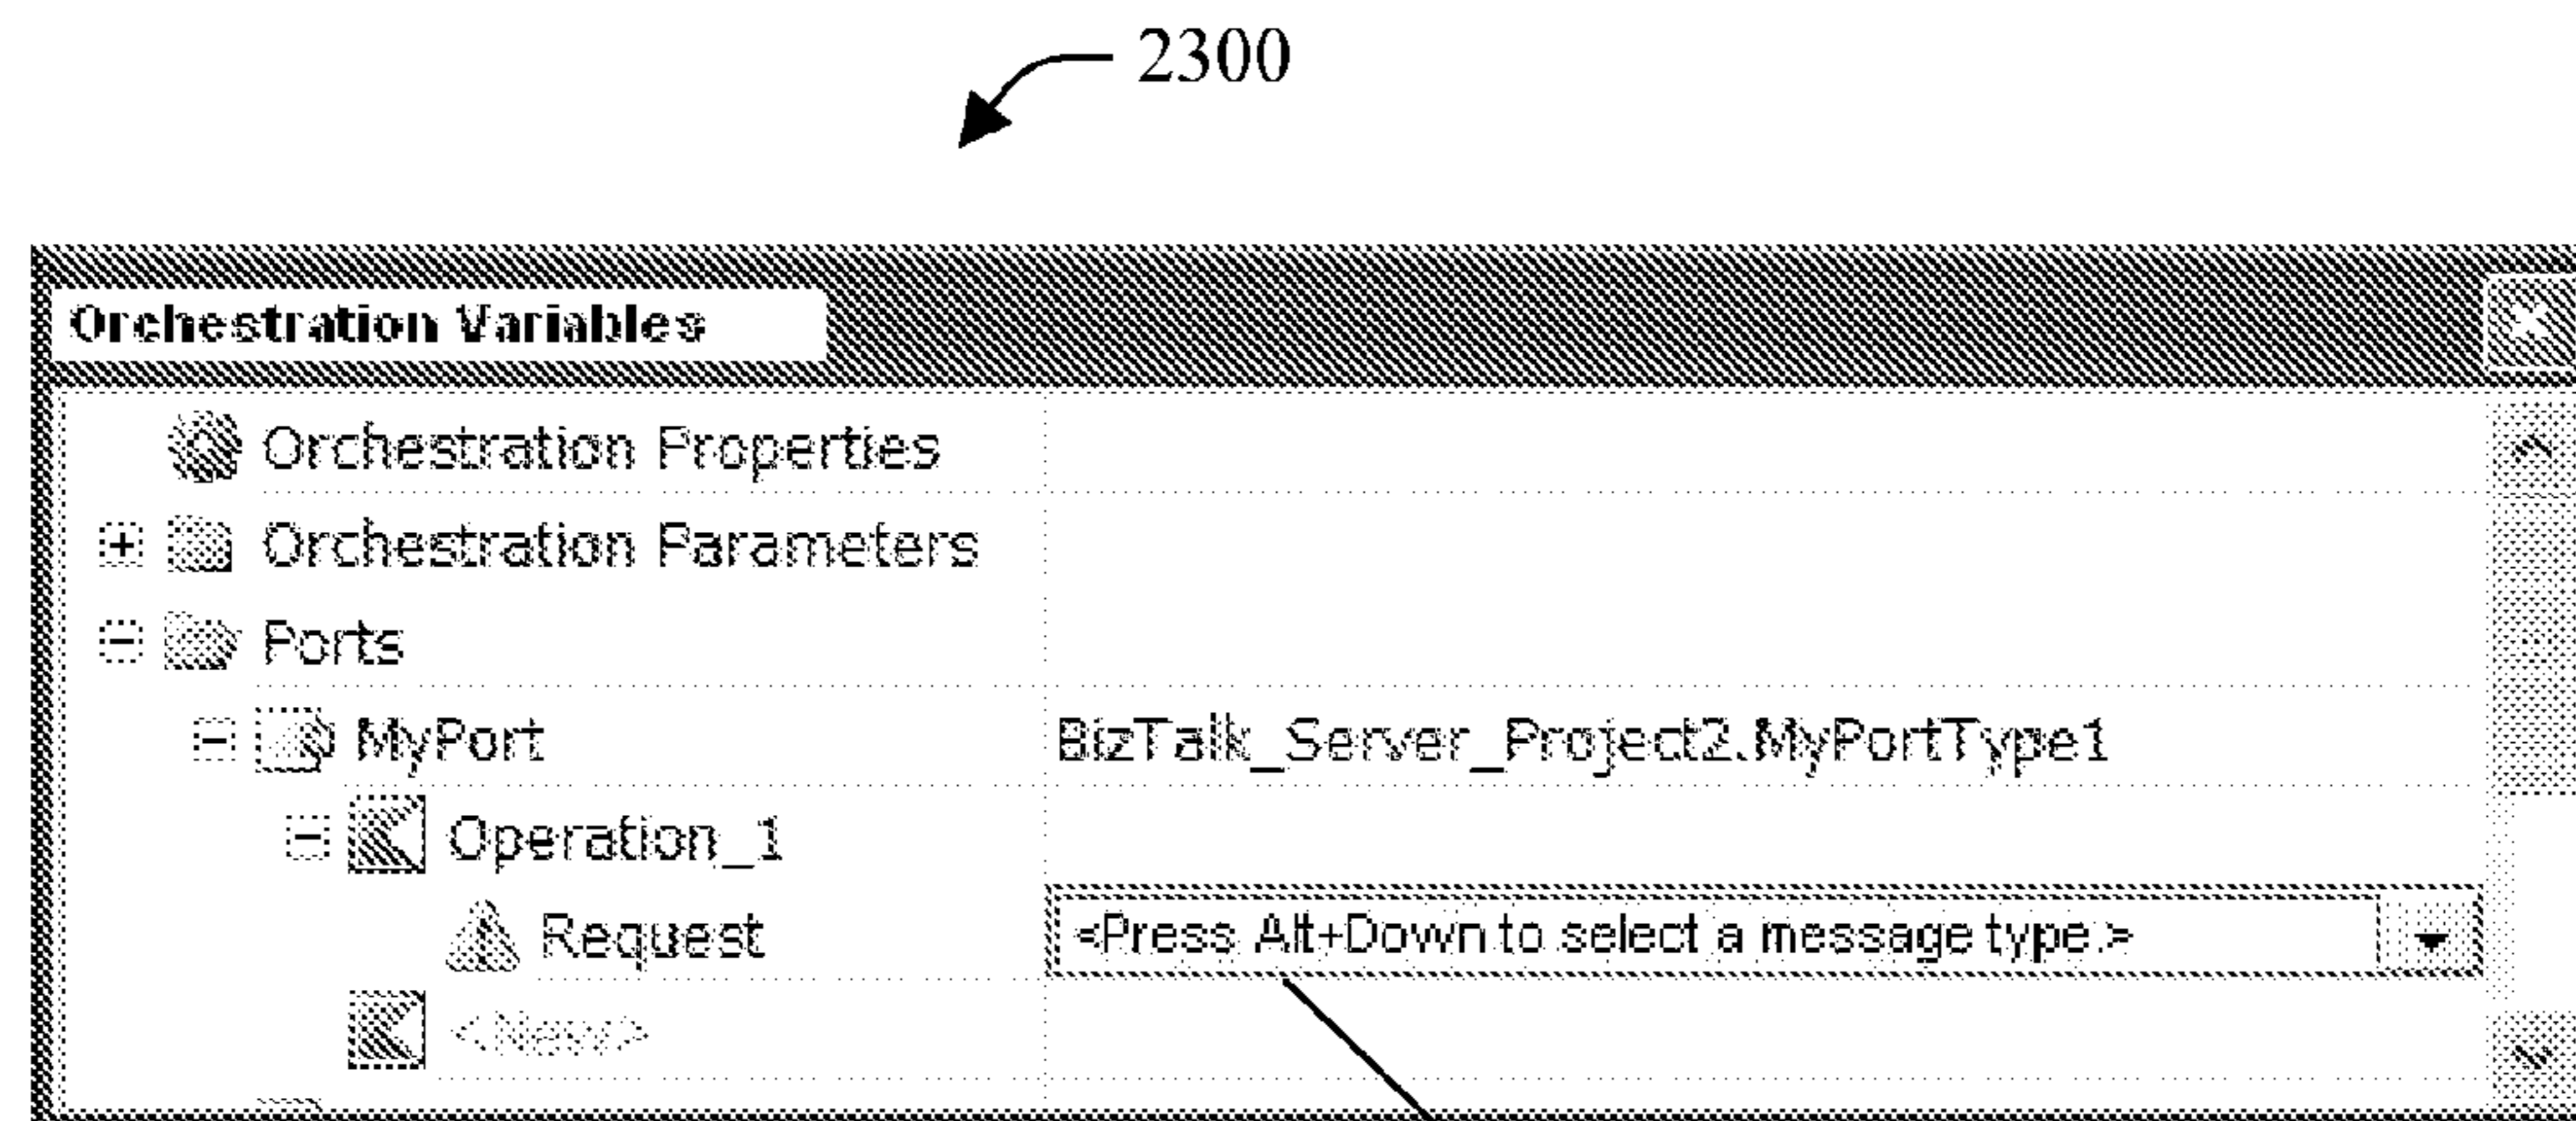 2300
Orchestration Variables
Orchestration Properties
Orchestration Parameters
Ports
MyPort BizTalk_Server_Project2.MyPortType1
Operation_1
Request <Press Alt+Down to select a message type.>
<New>